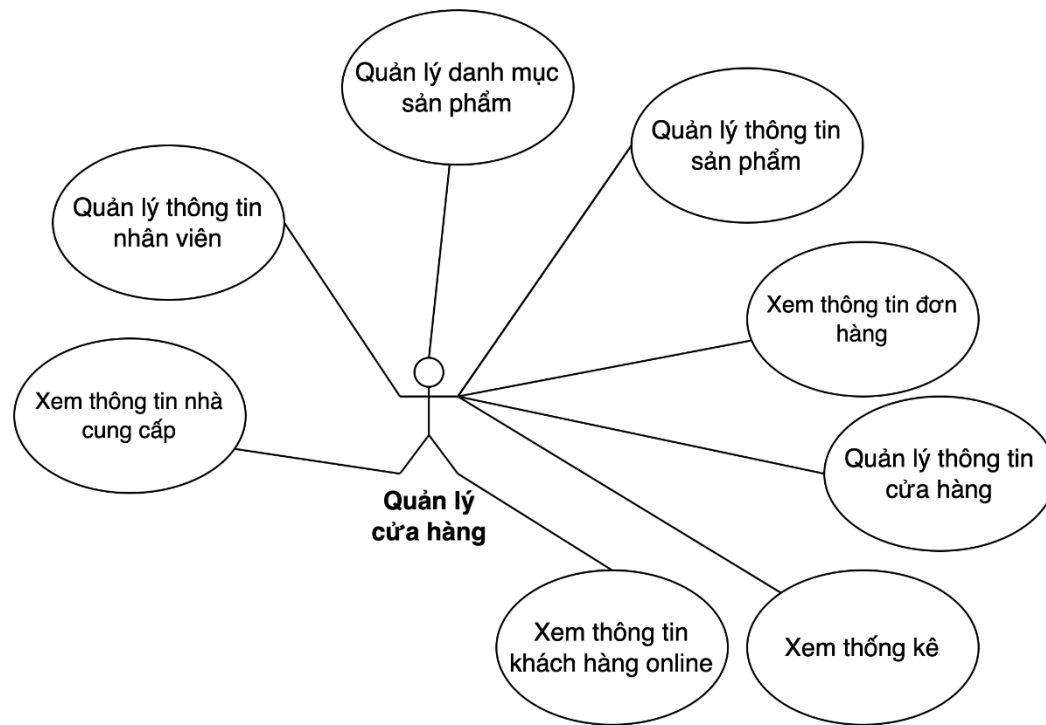 Quản lý danh mục
sản phẩm
Quản lý thông tin
sản phẩm
Quản lý thông tin
nhân viên
Xem thông tin đơn
hàng
Xem thông tin nhà
cung cấp
Quản lý thông tin
cửa hàng
Quản lý
cửa hàng
Xem thông tin
khách hàng online
Xem thống kê